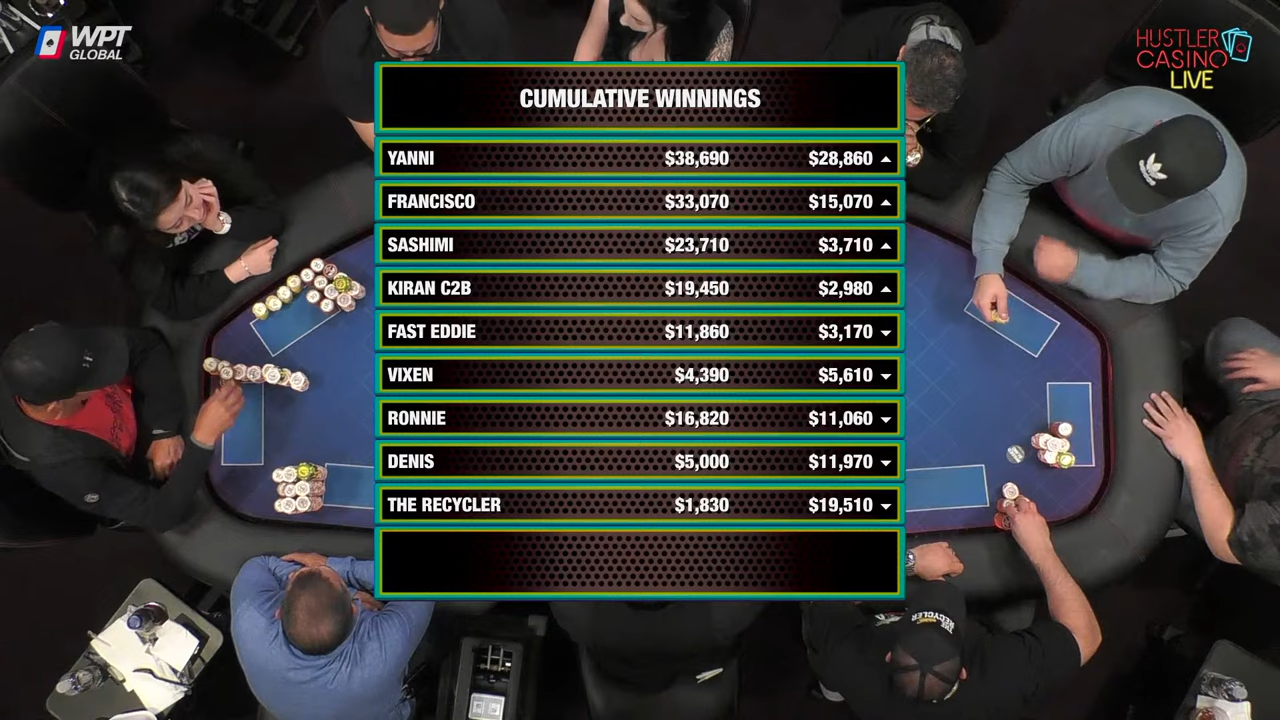 WPT
GLOBAL
HUSTLER
CASINO
LIVE
CUMULATIVE WINNINGS
YANNI $38,690 $28,860
FRANCISCO $33,070 $15,070
SASHIMI $23,710 $3,710
KIRAN C2B $19,450 $2,980
FAST EDDIE $11,860 $3,170
VIXEN $4,390 $5,610
RONNIE $16,820 $11,060
DENIS $5,000 $11,970
THE RECYCLER $1,830 $19,510
THE
RECYCLER